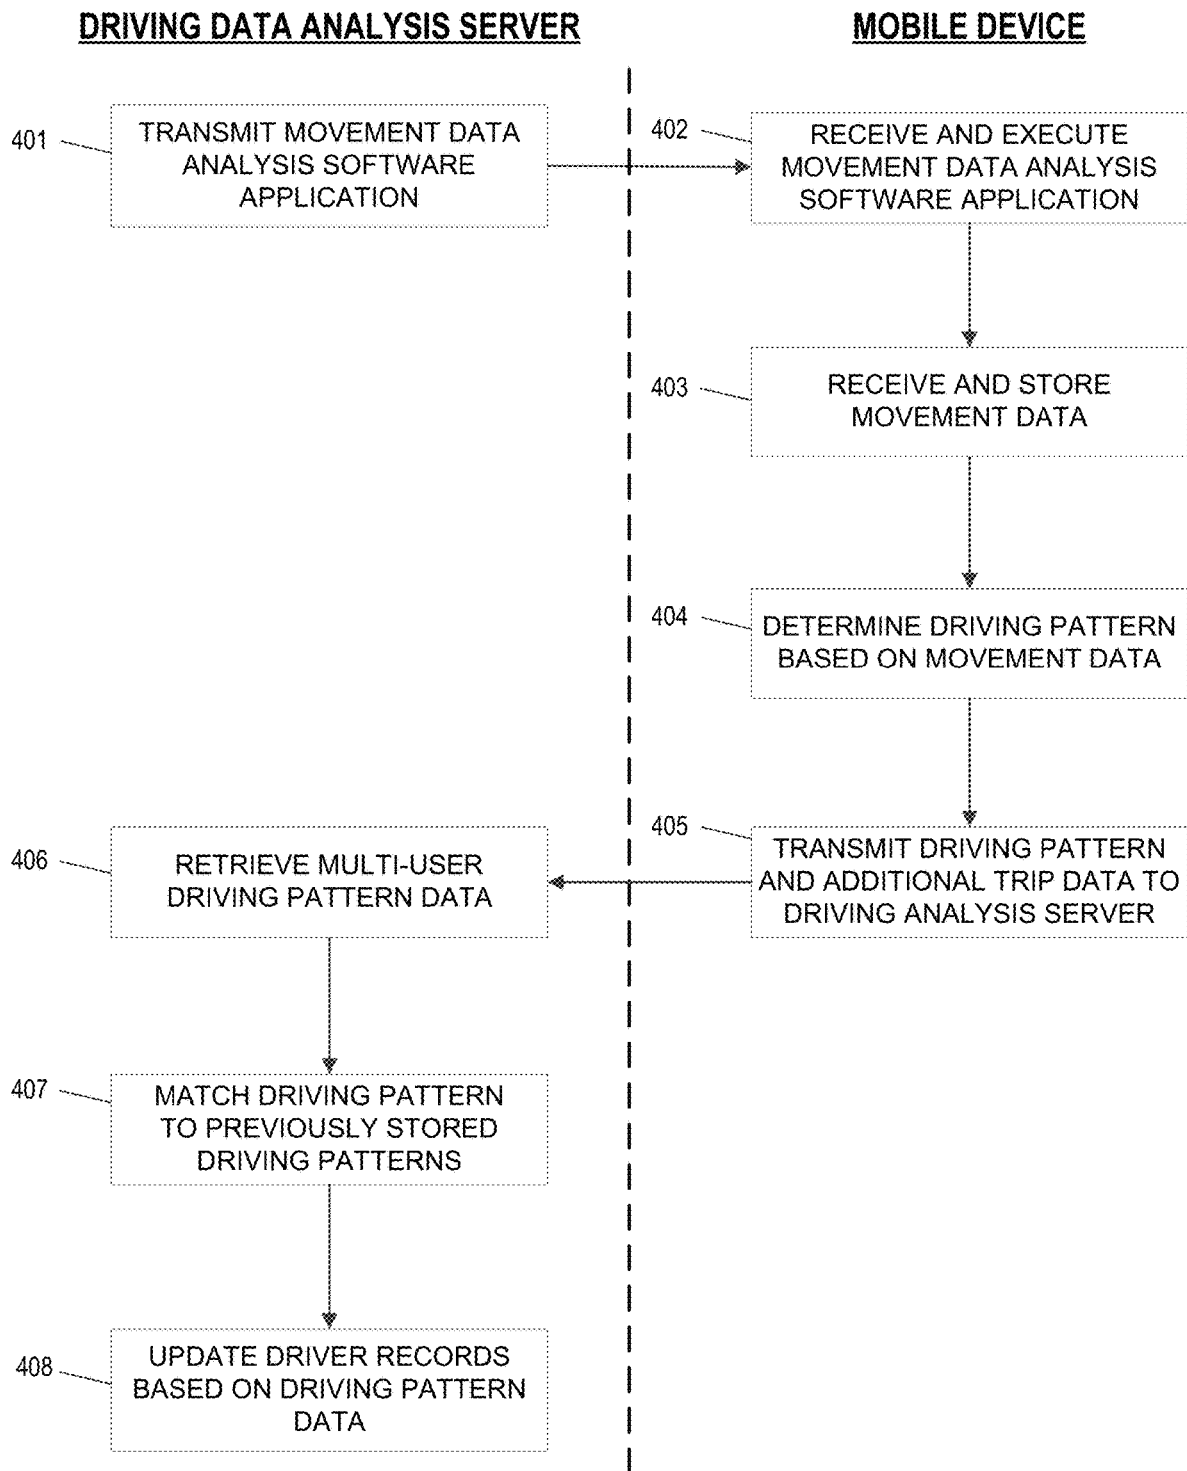 DRIVING DATA ANALYSIS SERVER
MOBILE DEVICE
401
TRANSMIT MOVEMENT DATA
ANALYSIS SOFTWARE
APPLICATION
402
RECEIVE AND EXECUTE
MOVEMENT DATA ANALYSIS
SOFTWARE APPLICATION
403
RECEIVE AND STORE
MOVEMENT DATA
404
DETERMINE DRIVING PATTERN
BASED ON MOVEMENT DATA
405
TRANSMIT DRIVING PATTERN
AND ADDITIONAL TRIP DATA TO
DRIVING ANALYSIS SERVER
406
RETRIEVE MULTI-USER
DRIVING PATTERN DATA
407
MATCH DRIVING PATTERN
TO PREVIOUSLY STORED
DRIVING PATTERNS
408
UPDATE DRIVER RECORDS
BASED ON DRIVING PATTERN
DATA